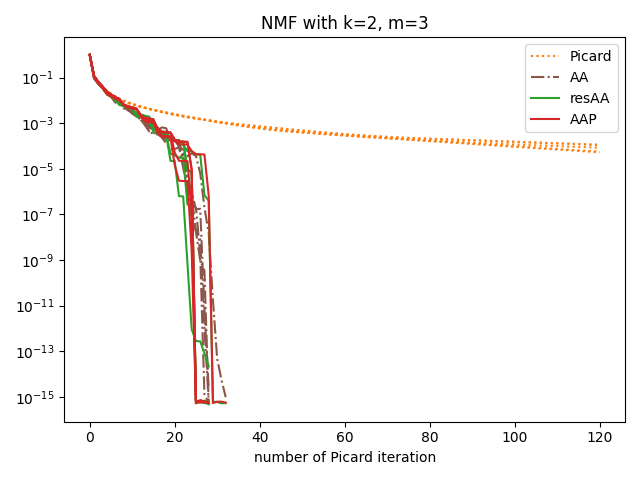 NMF with k=2, m=3
Picard
AA
resAA
AAP
10⁻¹
10⁻³
10⁻⁵
10⁻⁷
10⁻⁹
10⁻¹¹
10⁻¹³
10⁻¹⁵
0 20 40 60 80 100 120
number of Picard iteration